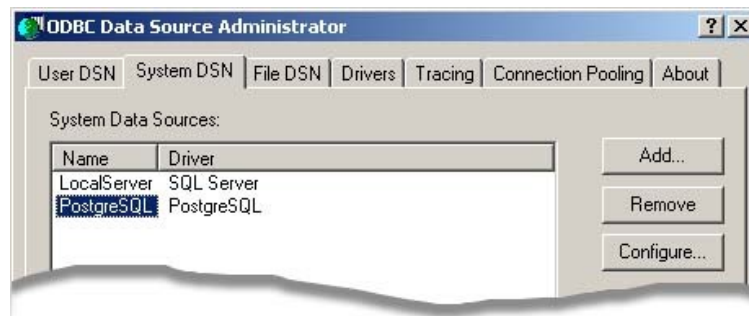 ODBC Data Source Administrator
User DSN System DSN File DSN Drivers Tracing Connection Pooling About
System Data Sources:
Name Driver
LocalServer SQL Server
PostgreSQL PostgreSQL
Add...
Remove
Configure...